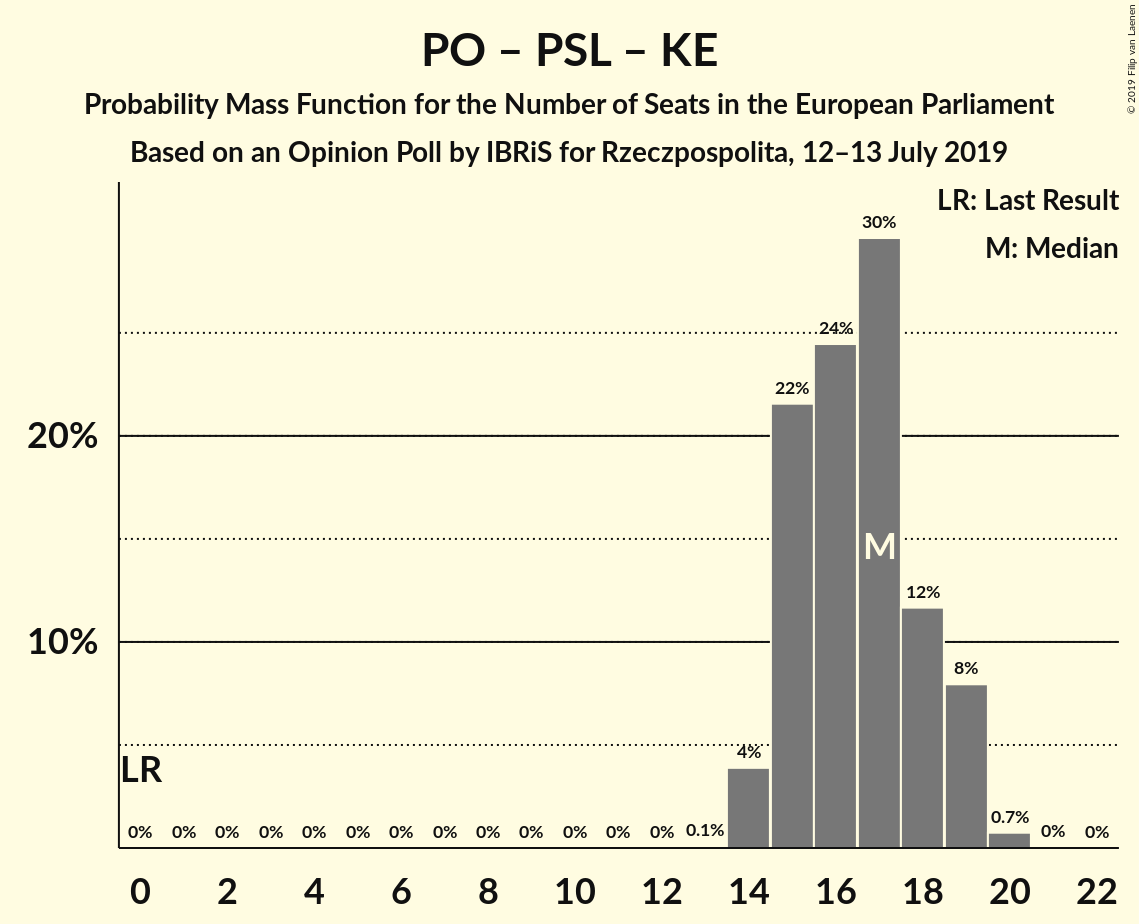 PO – PSL – KE
Probability Mass Function for the Number of Seats in the European Parliament
Based on an Opinion Poll by IBRiS for Rzeczpospolita, 12–13 July 2019
© 2019 Filip van Laenen
LR: Last Result
M: Median
30%
24%
22%
20%
M
12%
10%
8%
4%
LR
0% 0% 0% 0% 0% 0% 0% 0% 0% 0% 0% 0% 0% 0.1% 0.7% 0% 0%
0 2 4 6 8 10 12 14 16 18 20 22